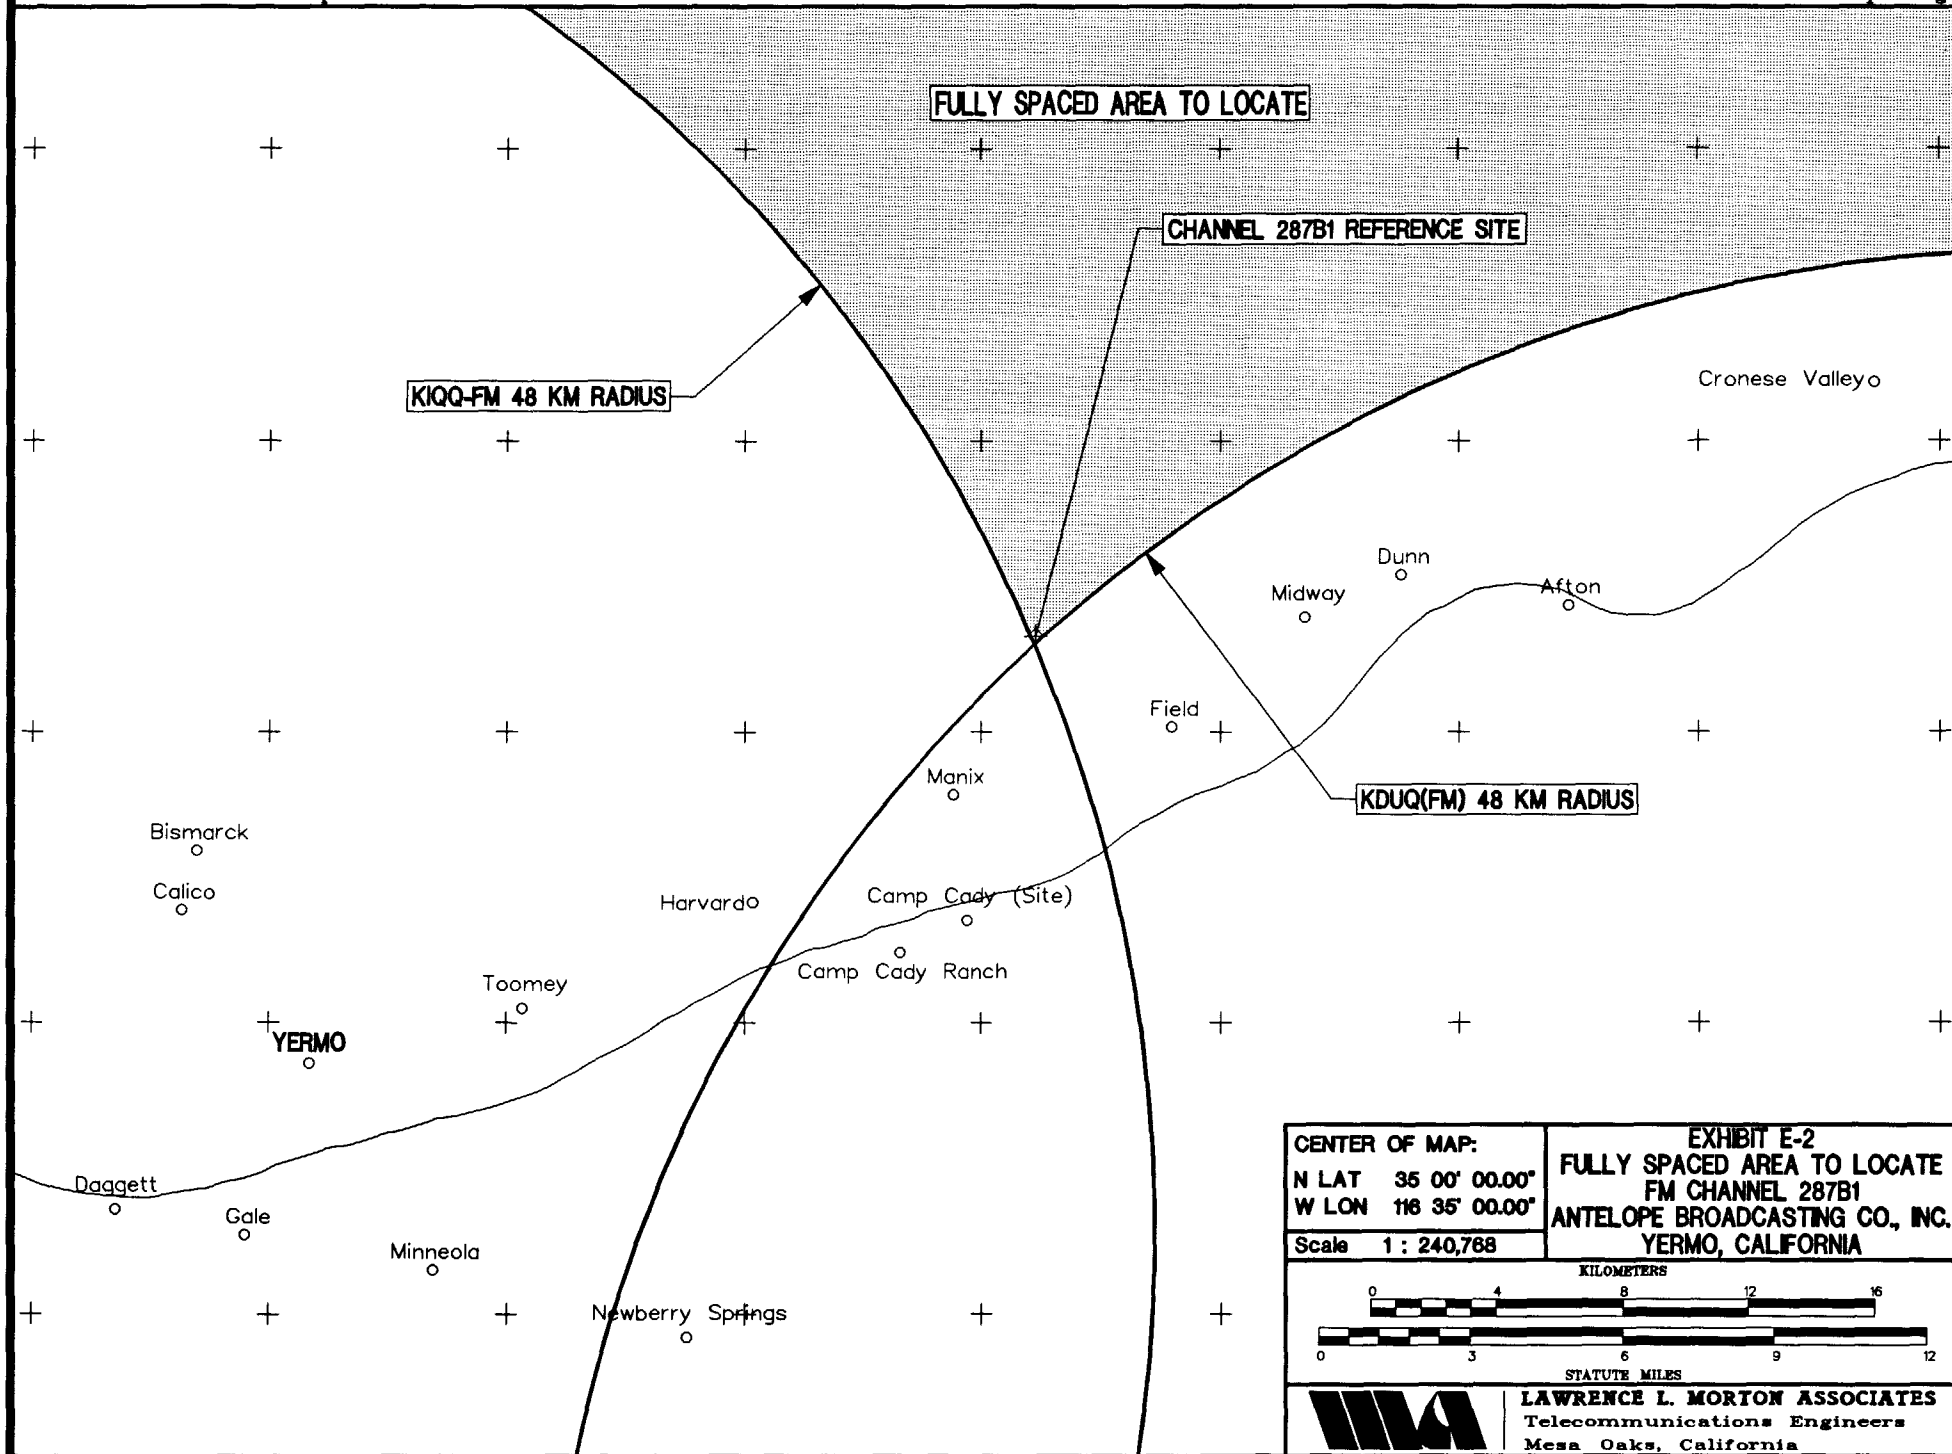 FULLY SPACED AREA TO LOCATE
CHANNEL 287B1 REFERENCE SITE
KIQQ-FM 48 KM RADIUS
Cronese Valley
Dunn
Midway
Afton
Field
Manix
KDUQ(FM) 48 KM RADIUS
Bismarck
Calico
Harvard
Camp Cady (Site)
Camp Cady Ranch
Toomey
YERMO
Daggett
Gale
Minneola
Newberry Springs
CENTER OF MAP:
N LAT 35 00' 00.00"
W LON 116 35' 00.00"
Scale 1 : 240,768
EXHIBIT E-2
FULLY SPACED AREA TO LOCATE
FM CHANNEL 287B1
ANTELOPE BROADCASTING CO., INC.
YERMO, CALIFORNIA
KILOMETERS
0 4 8 12 16
0 3 6 9 12
STATUTE MILES
LAWRENCE L. MORTON ASSOCIATES
Telecommunications Engineers
Mesa Oaks, California